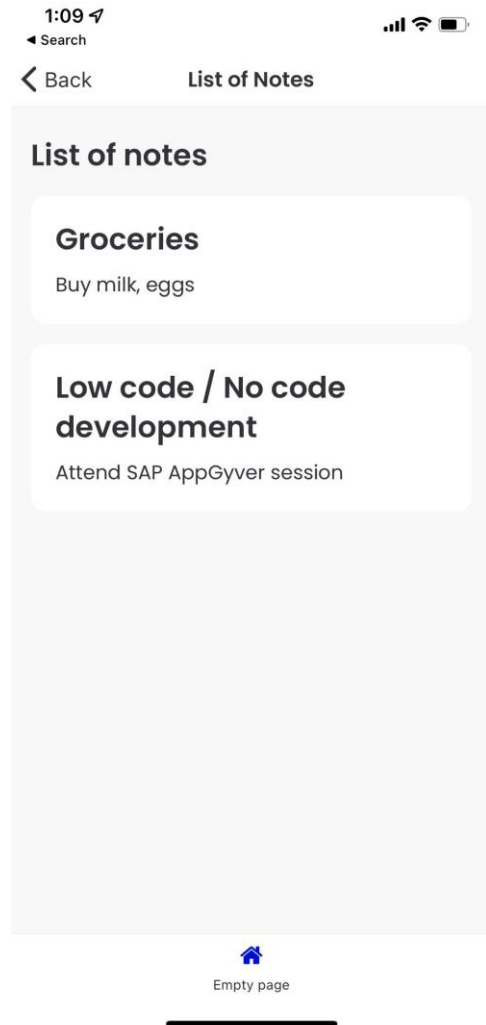 1:09
◄ Search
Back
List of Notes
List of notes
Groceries
Buy milk, eggs
Low code / No code
development
Attend SAP AppGyver session
Empty page